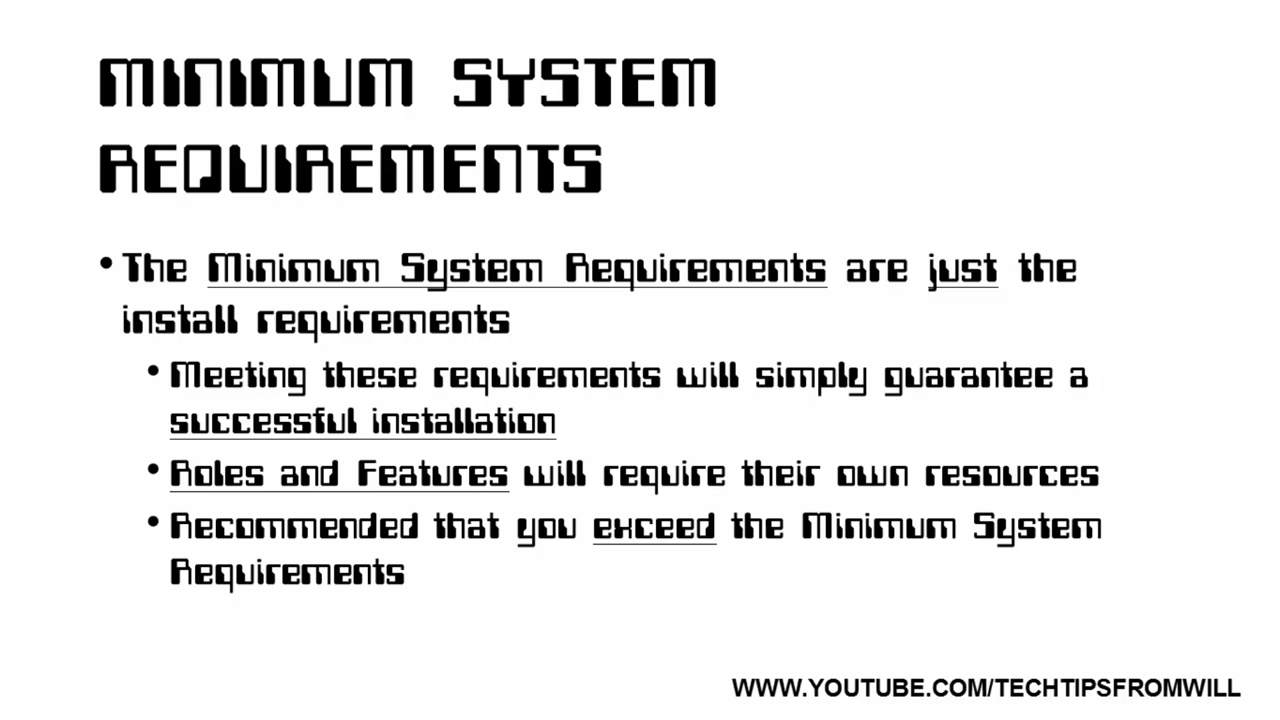 MINIMUM SYSTEM
REQUIREMENTS
• The Minimum System Requirements are just the
install requirements
• Meeting these requirements will simply guarantee a
successful installation
• Roles and Features will require their own resources
• Recommended that you exceed the Minimum System
Requirements
WWW.YOUTUBE.COM/TECHTIPSFROMWILL